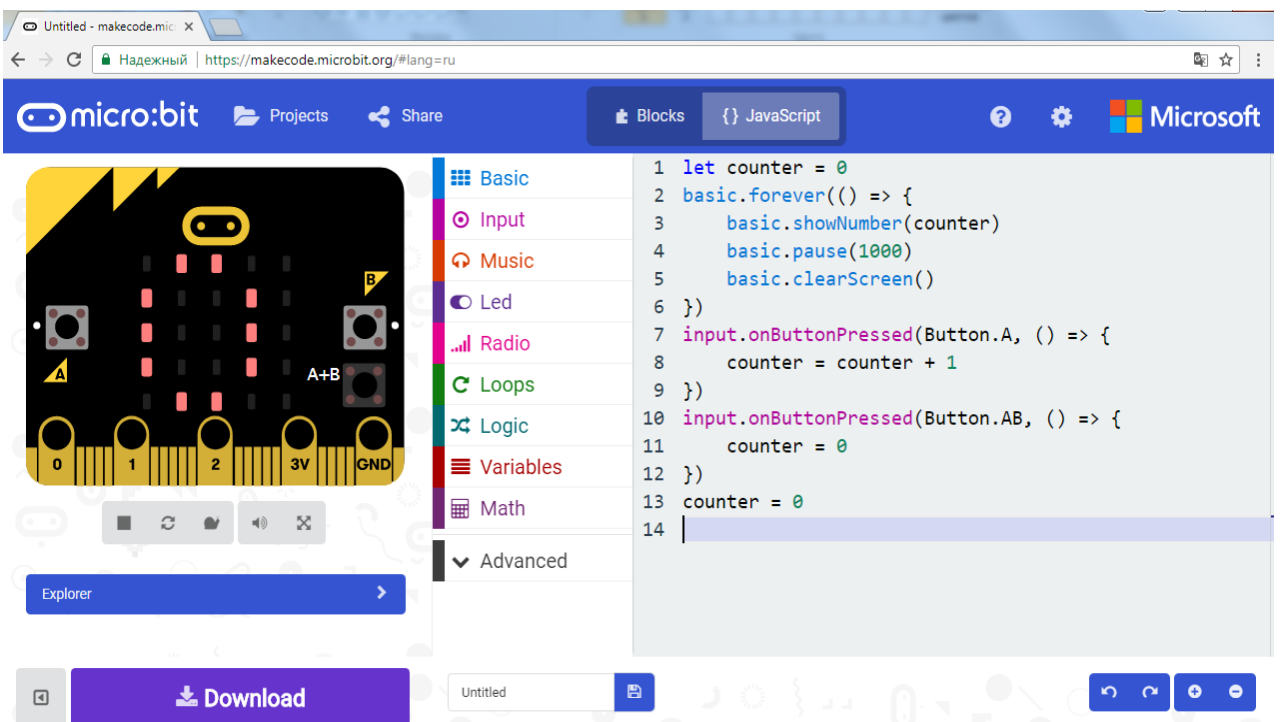 Untitled - makecode.mic
Надежный | https://makecode.microbit.org/#lang=ru
micro:bit Projects Share Blocks {} JavaScript Microsoft
B
A
A+B
0 1 2 3V GND
Explorer
Download
Basic
Input
Music
Led
Radio
Loops
Logic
Variables
Math
Advanced
Untitled
1 let counter = 0
2 basic.forever(() => {
3     basic.showNumber(counter)
4     basic.pause(1000)
5     basic.clearScreen()
6 })
7 input.onButtonPressed(Button.A, () => {
8     counter = counter + 1
9 })
10 input.onButtonPressed(Button.AB, () => {
11     counter = 0
12 })
13 counter = 0
14